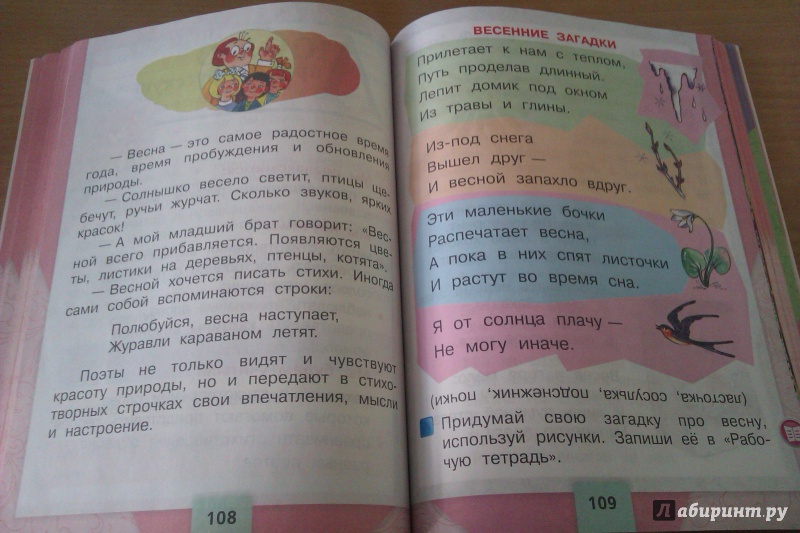 — Весна — это самое радостное время
года, время пробуждения и обновления
природы.
— Солнышко весело светит, птицы ще-
бечут, ручьи журчат. Сколько звуков, ярких
красок!
— А мой младший брат говорит: «Вес-
ной всего прибавляется. Появляются цве-
ты, листики на деревьях, птенцы, котята».
— Весной хочется писать стихи. Иногда
сами собой вспоминаются строки:
Полюбуйся, весна наступает,
Журавли караваном летят.
Поэты не только видят и чувствуют
красоту природы, но и передают в стихо-
творных строчках свои впечатления, мысли
и настроение.
108
ВЕСЕННИЕ ЗАГАДКИ
Прилетает к нам с теплом,
Путь проделав длинный.
Лепит домик под окном
Из травы и глины.
Из-под снега
Вышел друг —
И весной запахло вдруг.
Эти маленькие бочки
Распечатает весна,
А пока в них спят листочки
И растут во время сна.
Я от солнца плачу —
Не могу иначе.
(ласточка, сосулька, подснежник, почки)
Придумай свою загадку про весну,
используй рисунки. Запиши её в «Рабо-
чую тетрадь».
109
Лабиринт.ру